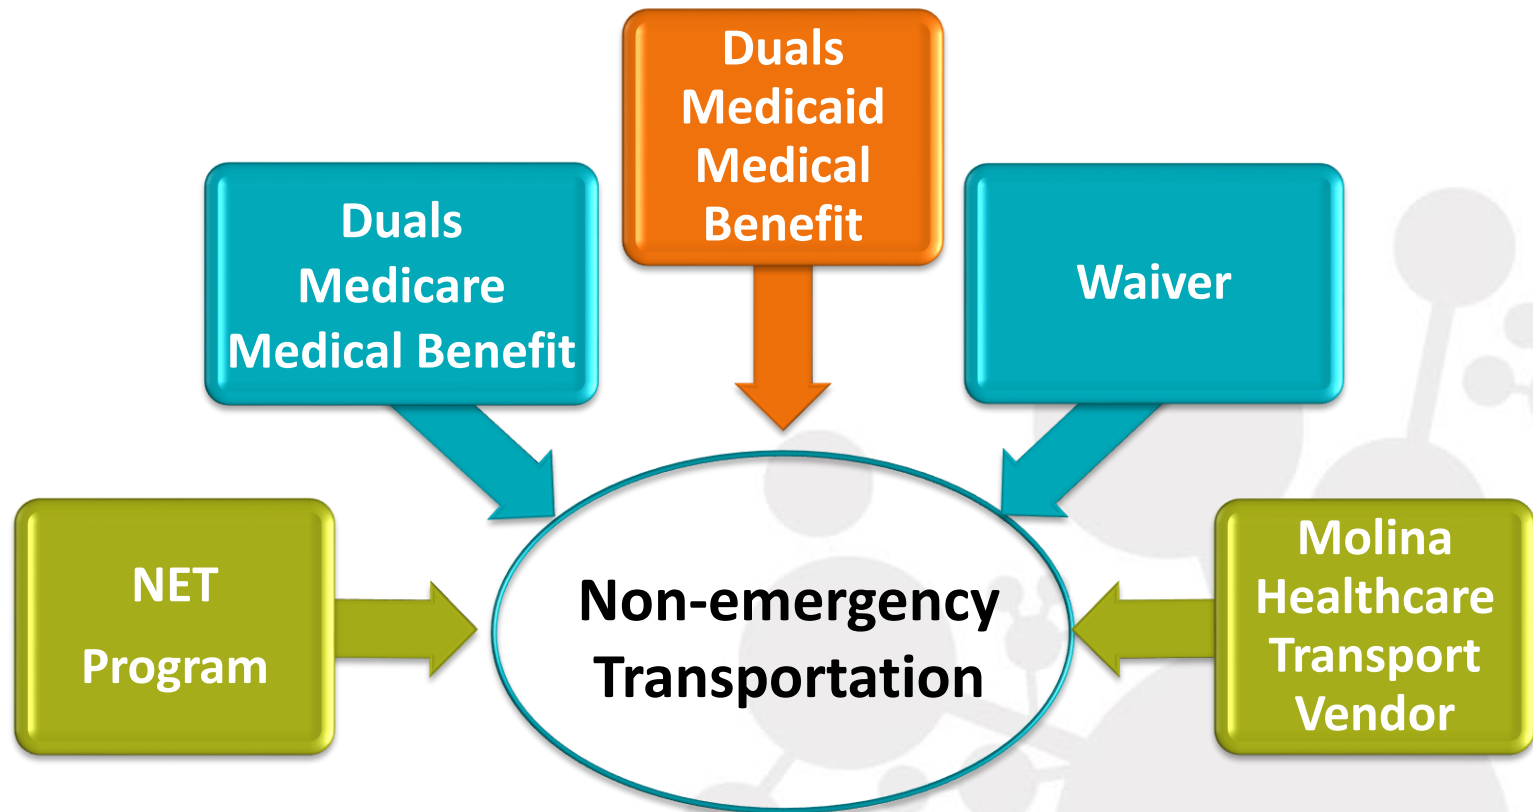 Duals
Medicaid
Medical
Benefit
Duals
Medicare
Medical Benefit
Waiver
NET
Program
Non-emergency
Transportation
Molina
Healthcare
Transport
Vendor